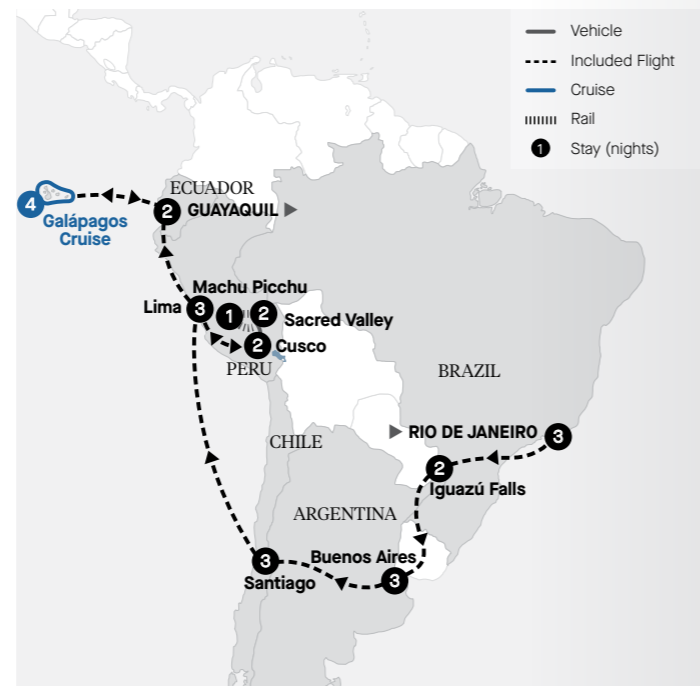 Vehicle
Included Flight
Cruise
Rail
1 Stay (nights)
ECUADOR
4
2 GUAYAQUIL
Galápagos
Cruise
Machu Picchu
Lima 3 1 2
Sacred Valley
2 Cusco
PERU
BRAZIL
RIO DE JANEIRO 3
CHILE
2
Iguazú Falls
ARGENTINA
Buenos Aires
3
Santiago
3